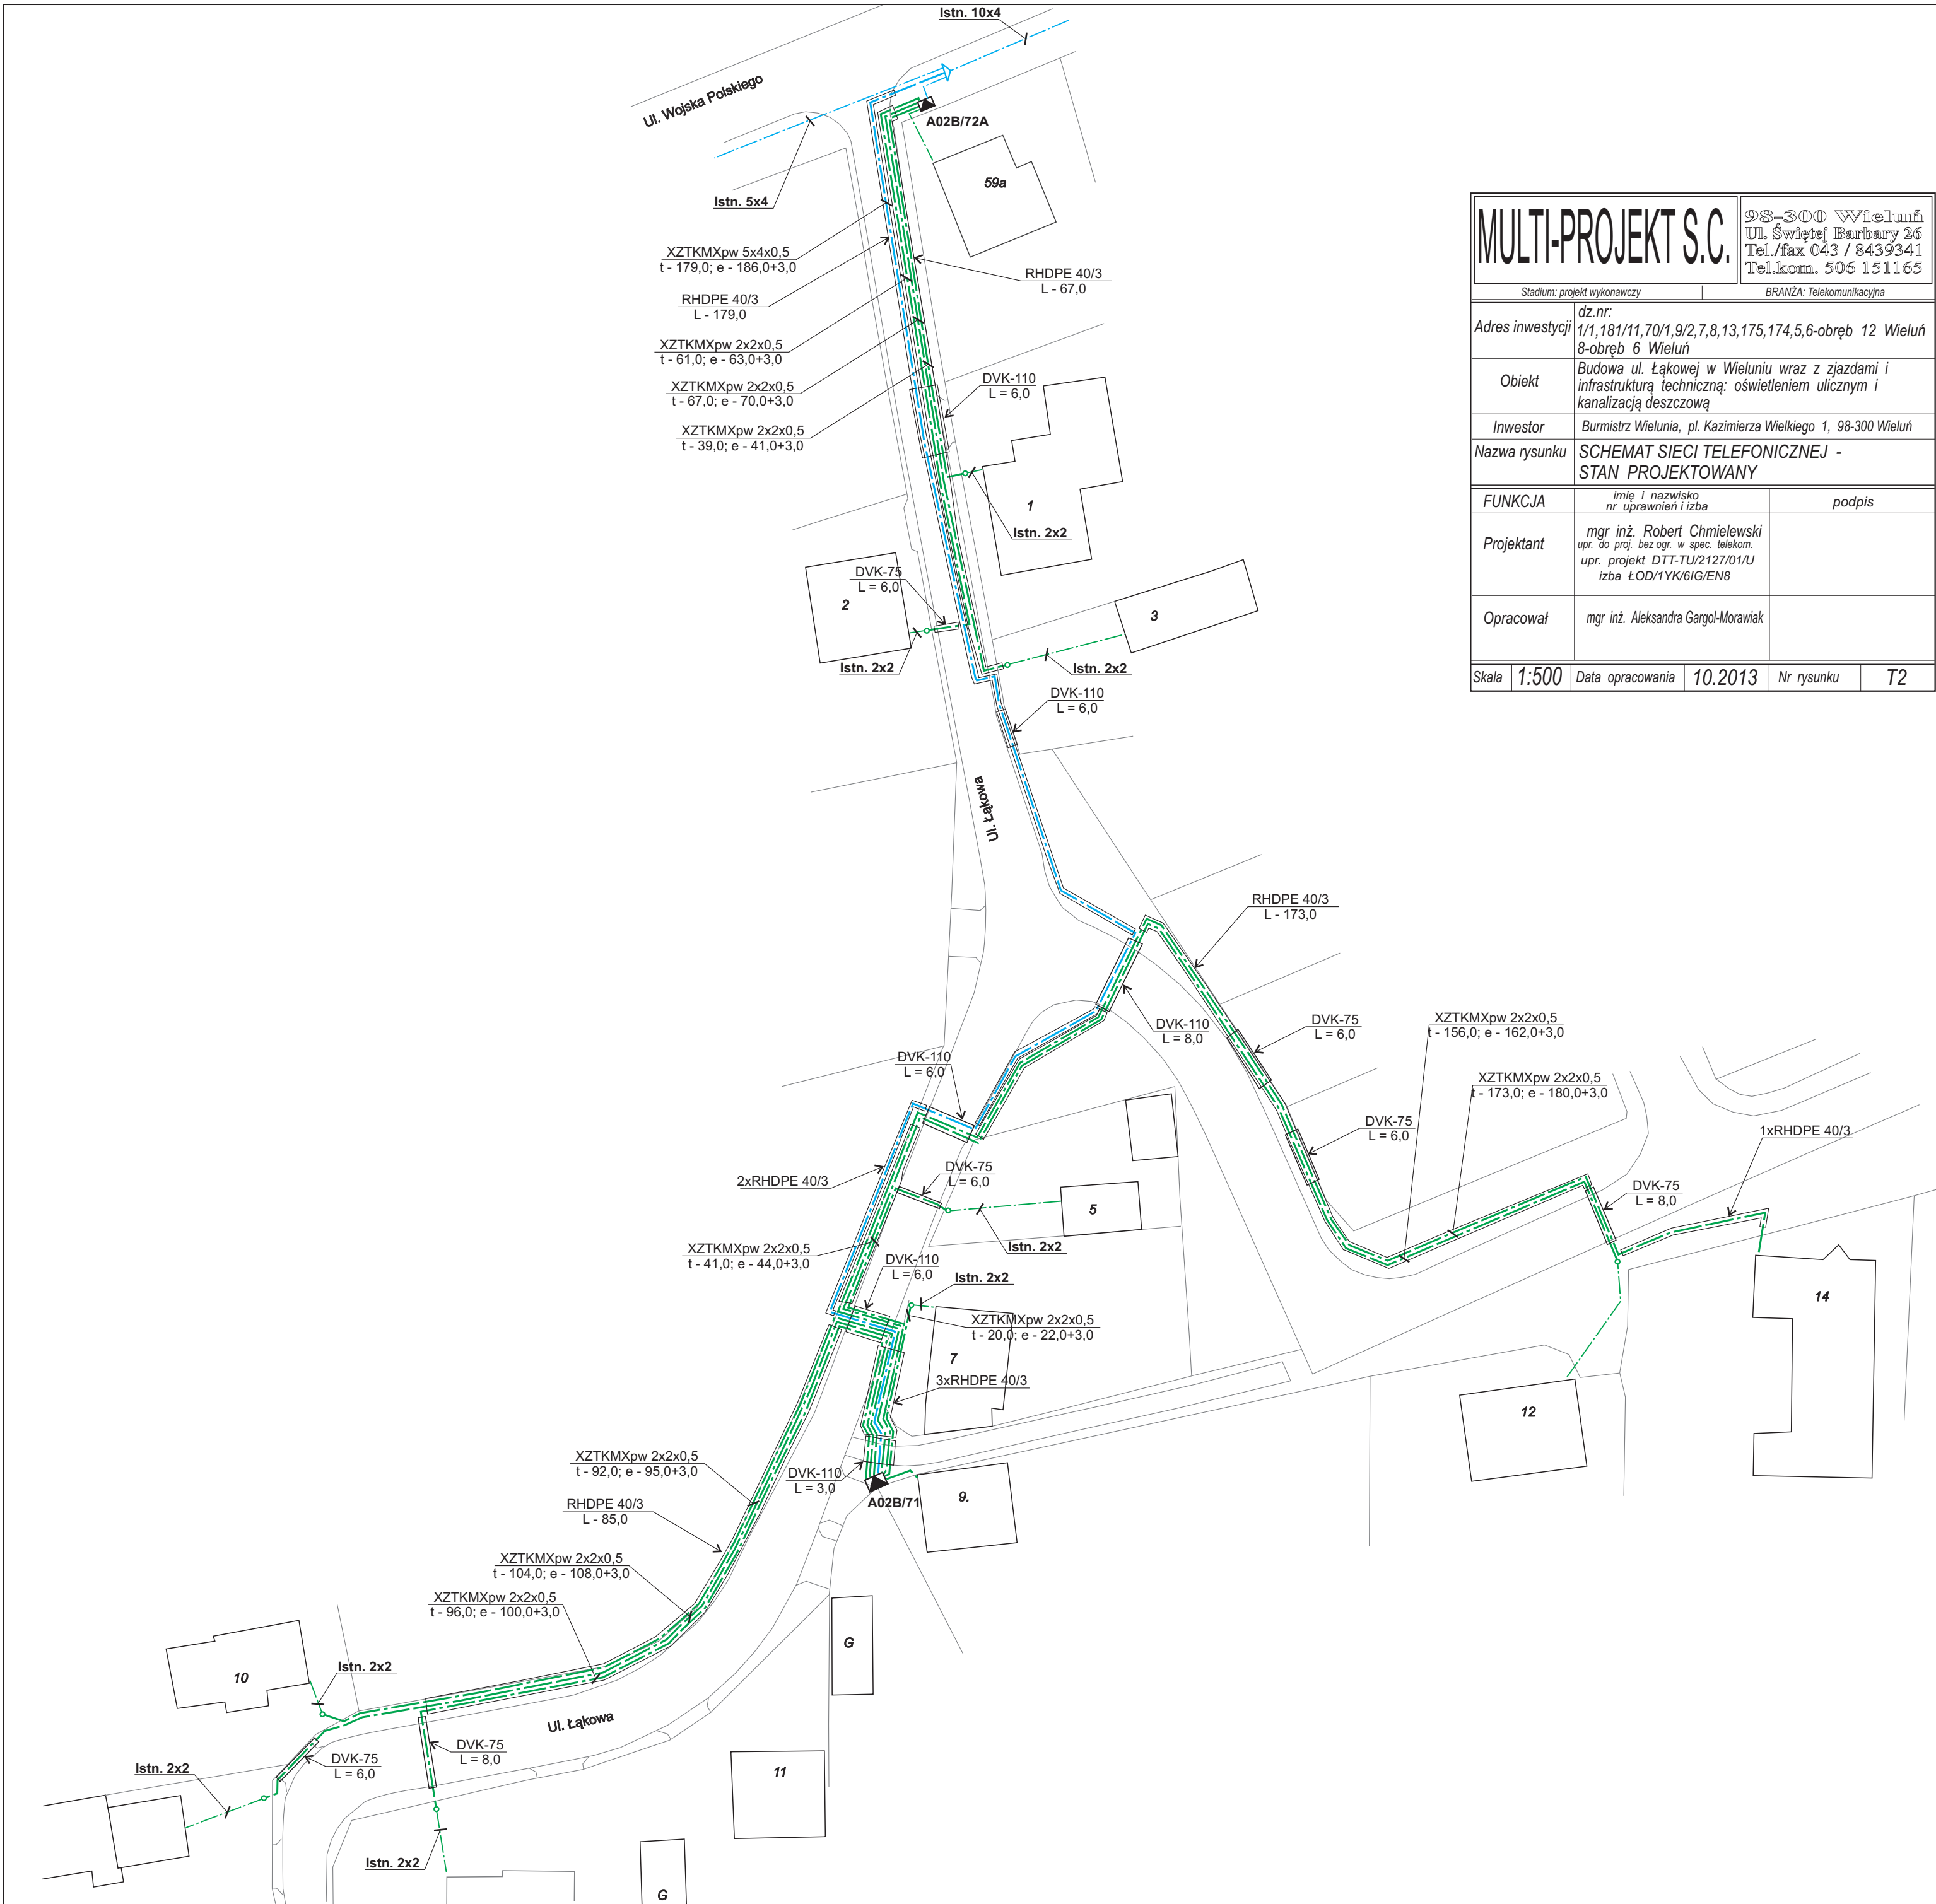 Istn. 10x4
Ul. Wojska Polskiego
A02B/72A
59a
Istn. 5x4
XZTKMXpw 5x4x0,5
t - 179,0; e - 186,0+3,0
RHDPE 40/3
L - 67,0
RHDPE 40/3
L - 179,0
XZTKMXpw 2x2x0,5
t - 61,0; e - 63,0+3,0
XZTKMXpw 2x2x0,5
t - 67,0; e - 70,0+3,0
DVK-110
L = 6,0
XZTKMXpw 2x2x0,5
t - 39,0; e - 41,0+3,0
1
Istn. 2x2
DVK-75
L = 6,0
2
3
Istn. 2x2
Istn. 2x2
DVK-110
L = 6,0
Ul. Łąkowa
MULTI-PROJEKT S.C.
98-300 Wieluń
Ul. Świętej Barbary 26
Tel./fax 043 / 8439341
Tel.kom. 506 151165
Stadium: projekt wykonawczy
BRANŻA: Telekomunikacyjna
Adres inwestycji
dz.nr:
1/1,181/11,70/1,9/2,7,8,13,175,174,5,6-obręb 12 Wieluń
8-obręb 6 Wieluń
Obiekt
Budowa ul. Łąkowej w Wieluniu wraz z zjazdami i
infrastrukturą techniczną: oświetleniem ulicznym i
kanalizacją deszczową
Inwestor
Burmistrz Wielunia, pl. Kazimierza Wielkiego 1, 98-300 Wieluń
Nazwa rysunku
SCHEMAT SIECI TELEFONICZNEJ -
STAN PROJEKTOWANY
FUNKCJA
imię i nazwisko
nr uprawnień i izba
podpis
Projektant
mgr inż. Robert Chmielewski
upr. do proj. bez ogr. w spec. telekom.
upr. projekt DTT-TU/2127/01/U
izba ŁOD/1YK/6IG/EN8
Opracował
mgr inż. Aleksandra Gargol-Morawiak
Skala 1:500 Data opracowania 10.2013 Nr rysunku T2
RHDPE 40/3
L - 173,0
DVK-110
L = 8,0
DVK-75
L = 6,0
XZTKMXpw 2x2x0,5
t - 156,0; e - 162,0+3,0
DVK-110
L = 6,0
XZTKMXpw 2x2x0,5
t - 173,0; e - 180,0+3,0
DVK-75
L = 6,0
1xRHDPE 40/3
2xRHDPE 40/3
DVK-75
L = 6,0
5
DVK-75
L = 8,0
XZTKMXpw 2x2x0,5
t - 41,0; e - 44,0+3,0
Istn. 2x2
DVK-110
L = 6,0
Istn. 2x2
XZTKMXpw 2x2x0,5
t - 20,0; e - 22,0+3,0
14
7
3xRHDPE 40/3
12
XZTKMXpw 2x2x0,5
t - 92,0; e - 95,0+3,0
DVK-110
L = 3,0
A02B/71
9.
RHDPE 40/3
L - 85,0
XZTKMXpw 2x2x0,5
t - 104,0; e - 108,0+3,0
XZTKMXpw 2x2x0,5
t - 96,0; e - 100,0+3,0
G
10
Istn. 2x2
Ul. Łąkowa
DVK-75
L = 8,0
DVK-75
L = 6,0
Istn. 2x2
11
Istn. 2x2
G